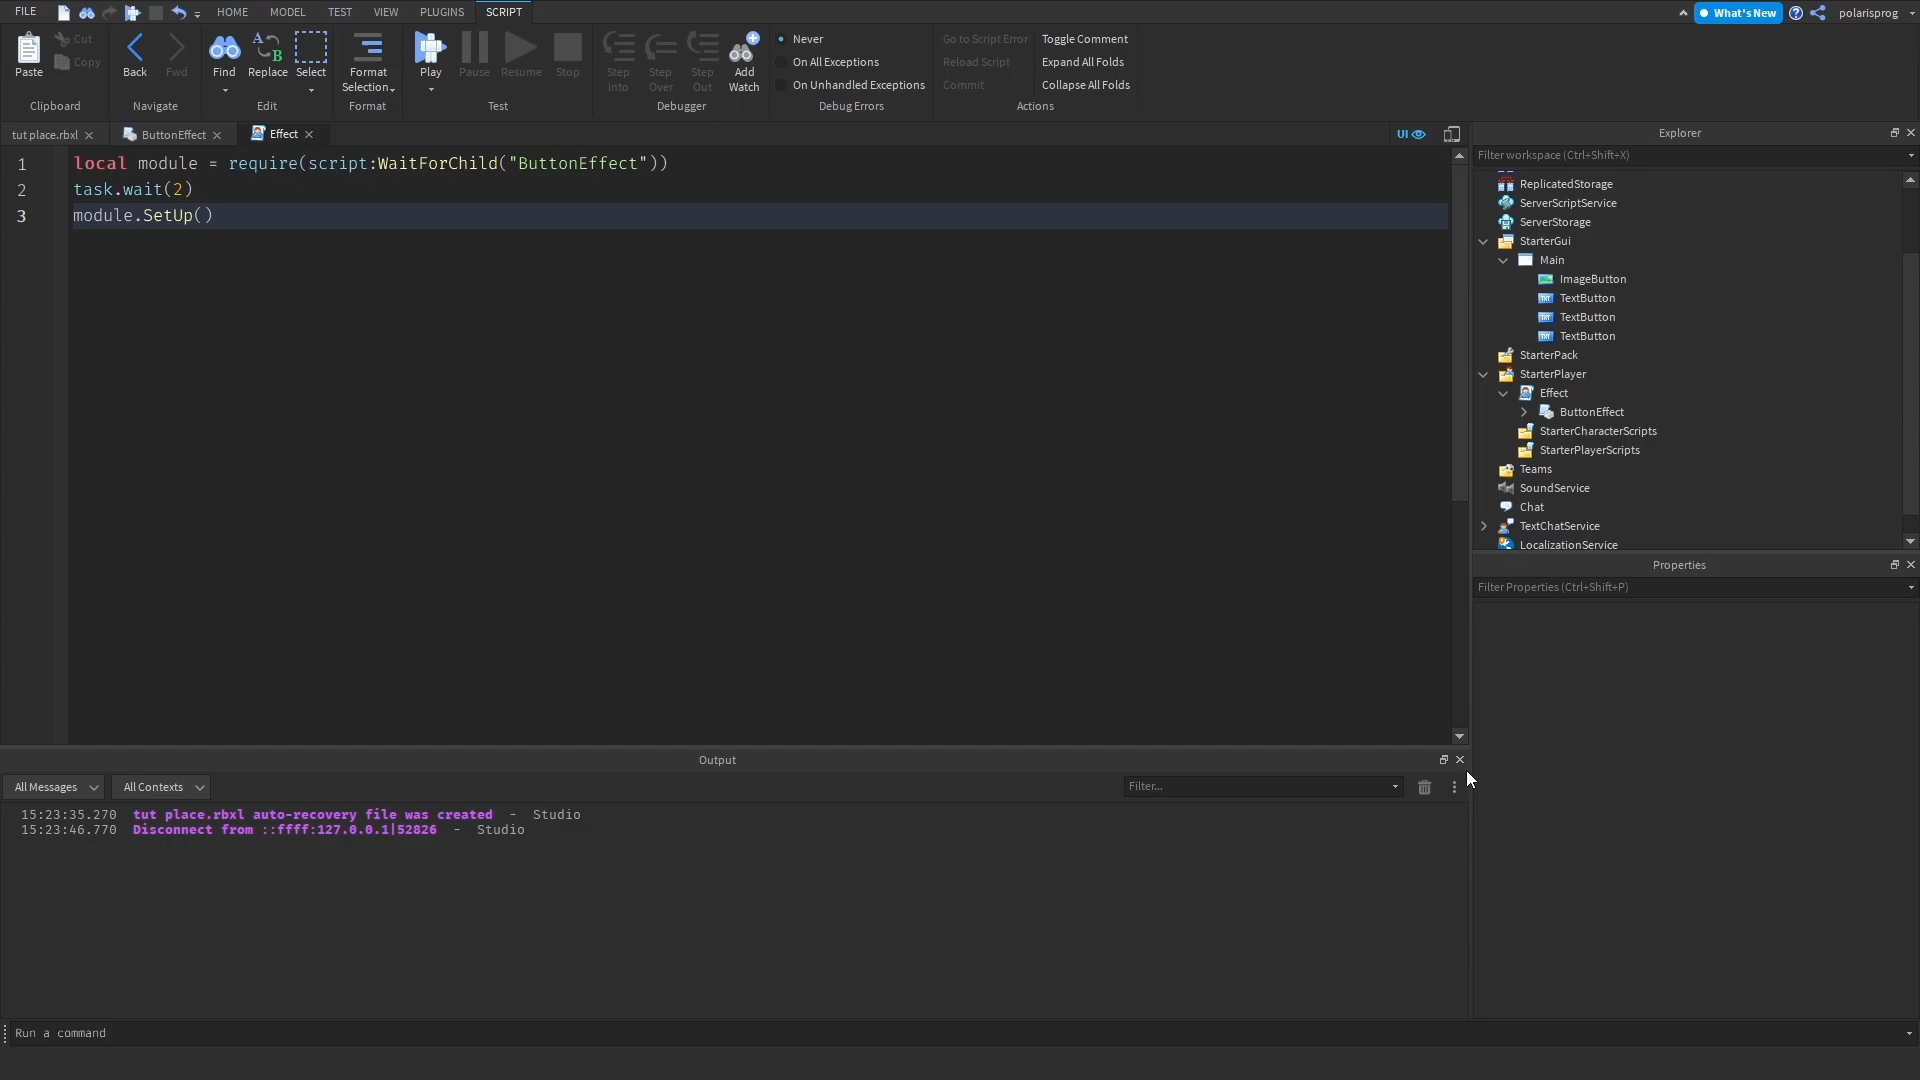 FILE HOME MODEL TEST VIEW PLUGINS SCRIPT What's New polarisprog
Paste Cut Copy Back Fwd Find Replace Select Format Selection Play Pause Resume Stop Step Into Step Over Step Out Add Watch
Never
On All Exceptions
On Unhandled Exceptions
Go to Script Error
Reload Script
Commit
Toggle Comment
Expand All Folds
Collapse All Folds
Clipboard Navigate Edit Format Test Debugger Debug Errors Actions
tut place.rbxl ButtonEffect Effect UI
1 local module = require(script:WaitForChild("ButtonEffect"))
2 task.wait(2)
3 module.SetUp()
Explorer
Filter workspace (Ctrl+Shift+X)
ReplicatedStorage
ServerScriptService
ServerStorage
StarterGui
Main
ImageButton
TextButton
TextButton
TextButton
StarterPack
StarterPlayer
Effect
ButtonEffect
StarterCharacterScripts
StarterPlayerScripts
Teams
SoundService
Chat
TextChatService
LocalizationService
Properties
Filter Properties (Ctrl+Shift+P)
Output
All Messages All Contexts Filter...
15:23:35.270 tut place.rbxl auto-recovery file was created - Studio
15:23:46.770 Disconnect from ::ffff:127.0.0.1|52826 - Studio
Run a command